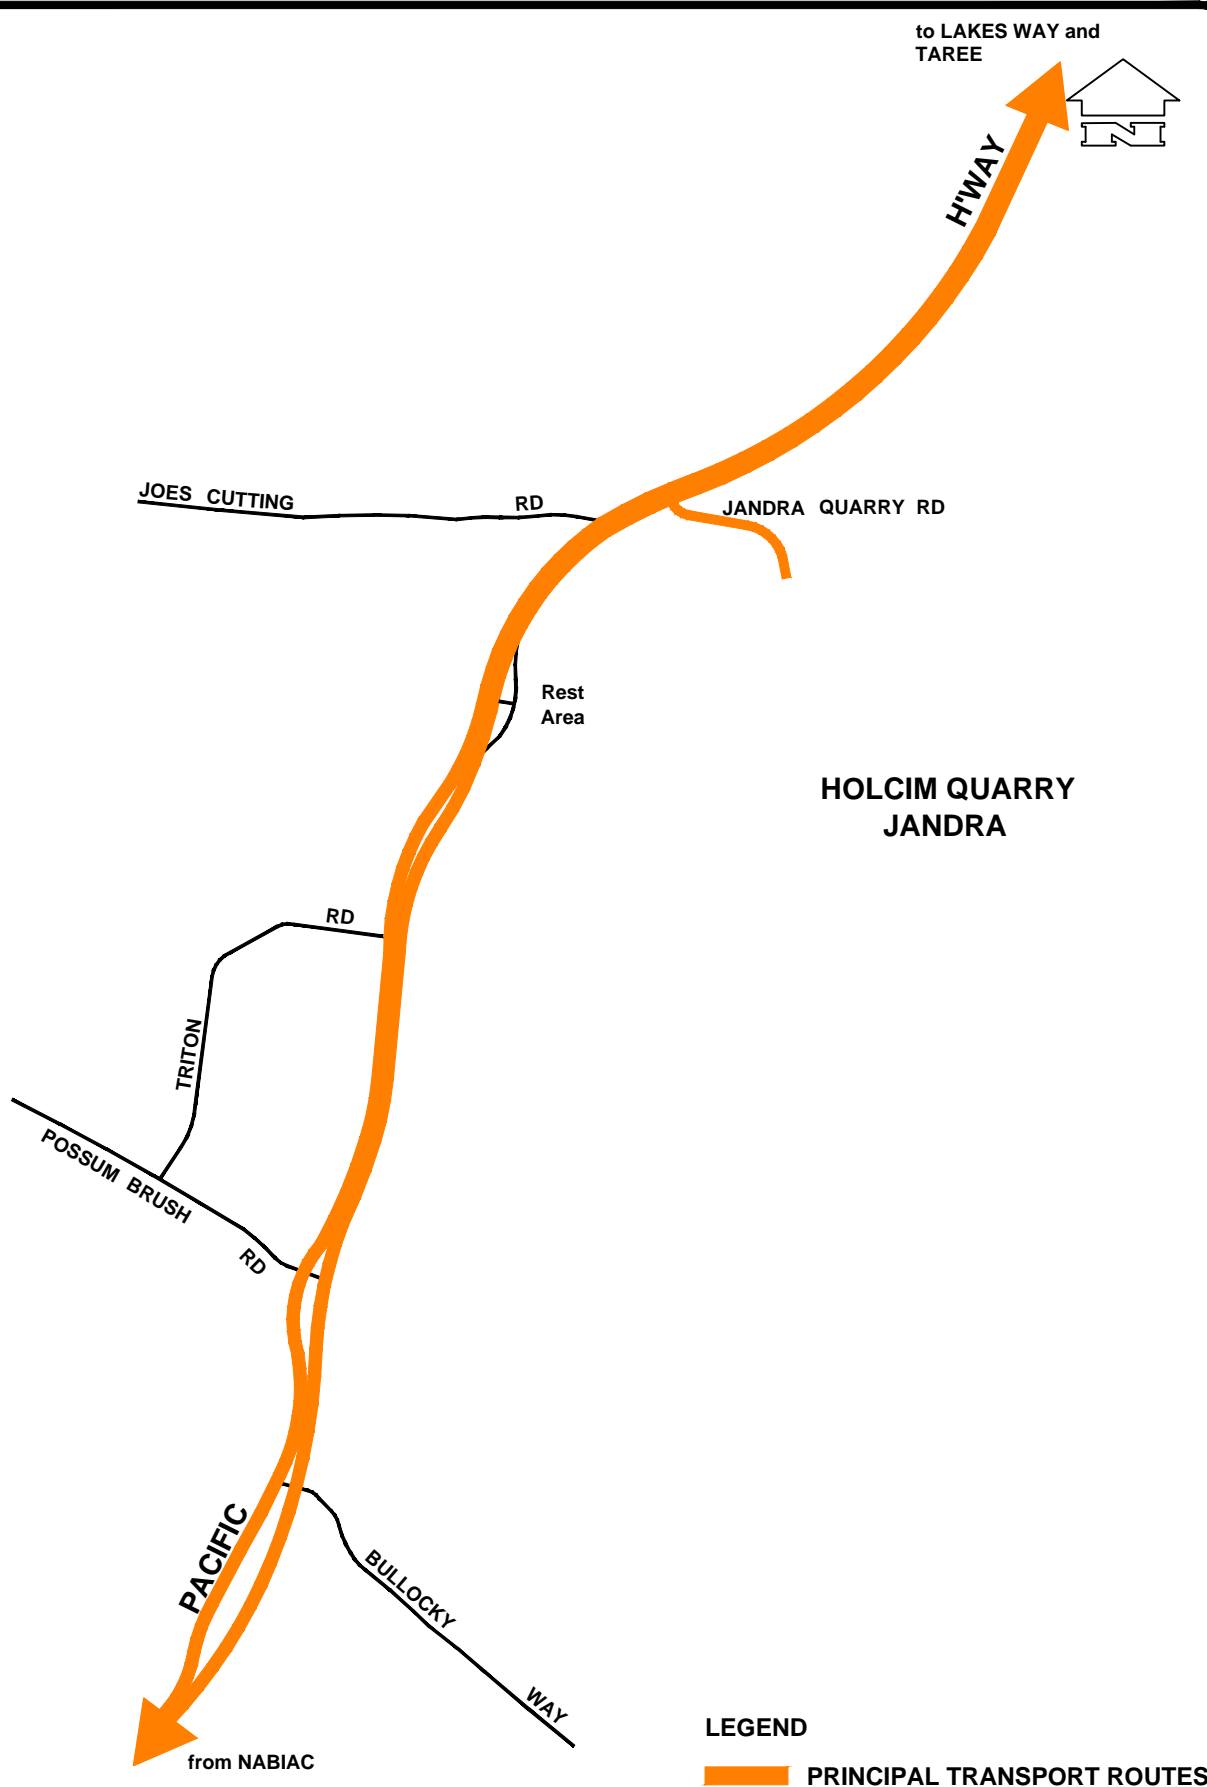 to LAKES WAY and
TAREE
N
H'WAY
JOES CUTTING RD
JANDRA QUARRY RD
Rest
Area
HOLCIM QUARRY
JANDRA
RD
TRITON
POSSUM BRUSH
RD
PACIFIC
BULLOCKY
WAY
from NABIAC
LEGEND
PRINCIPAL TRANSPORT ROUTES